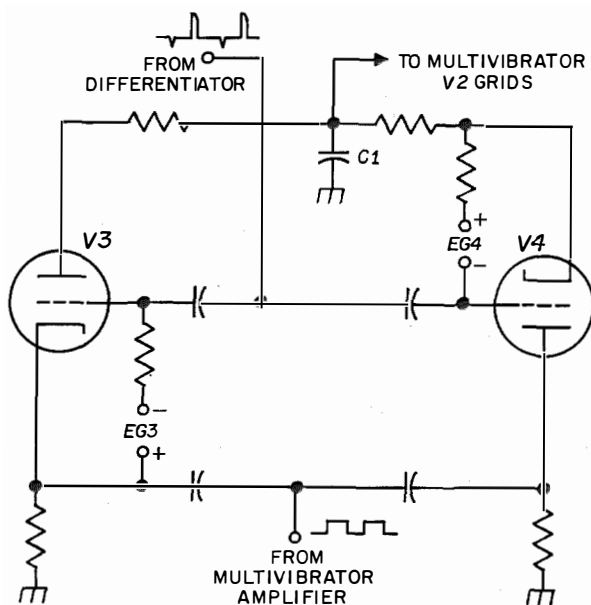 FROM
DIFFERENTIATOR
TO MULTIVIBRATOR
V2 GRIDS
C1
V3
+
EG4
-
V4
-
EG3
+
FROM
MULTIVIBRATOR
AMPLIFIER